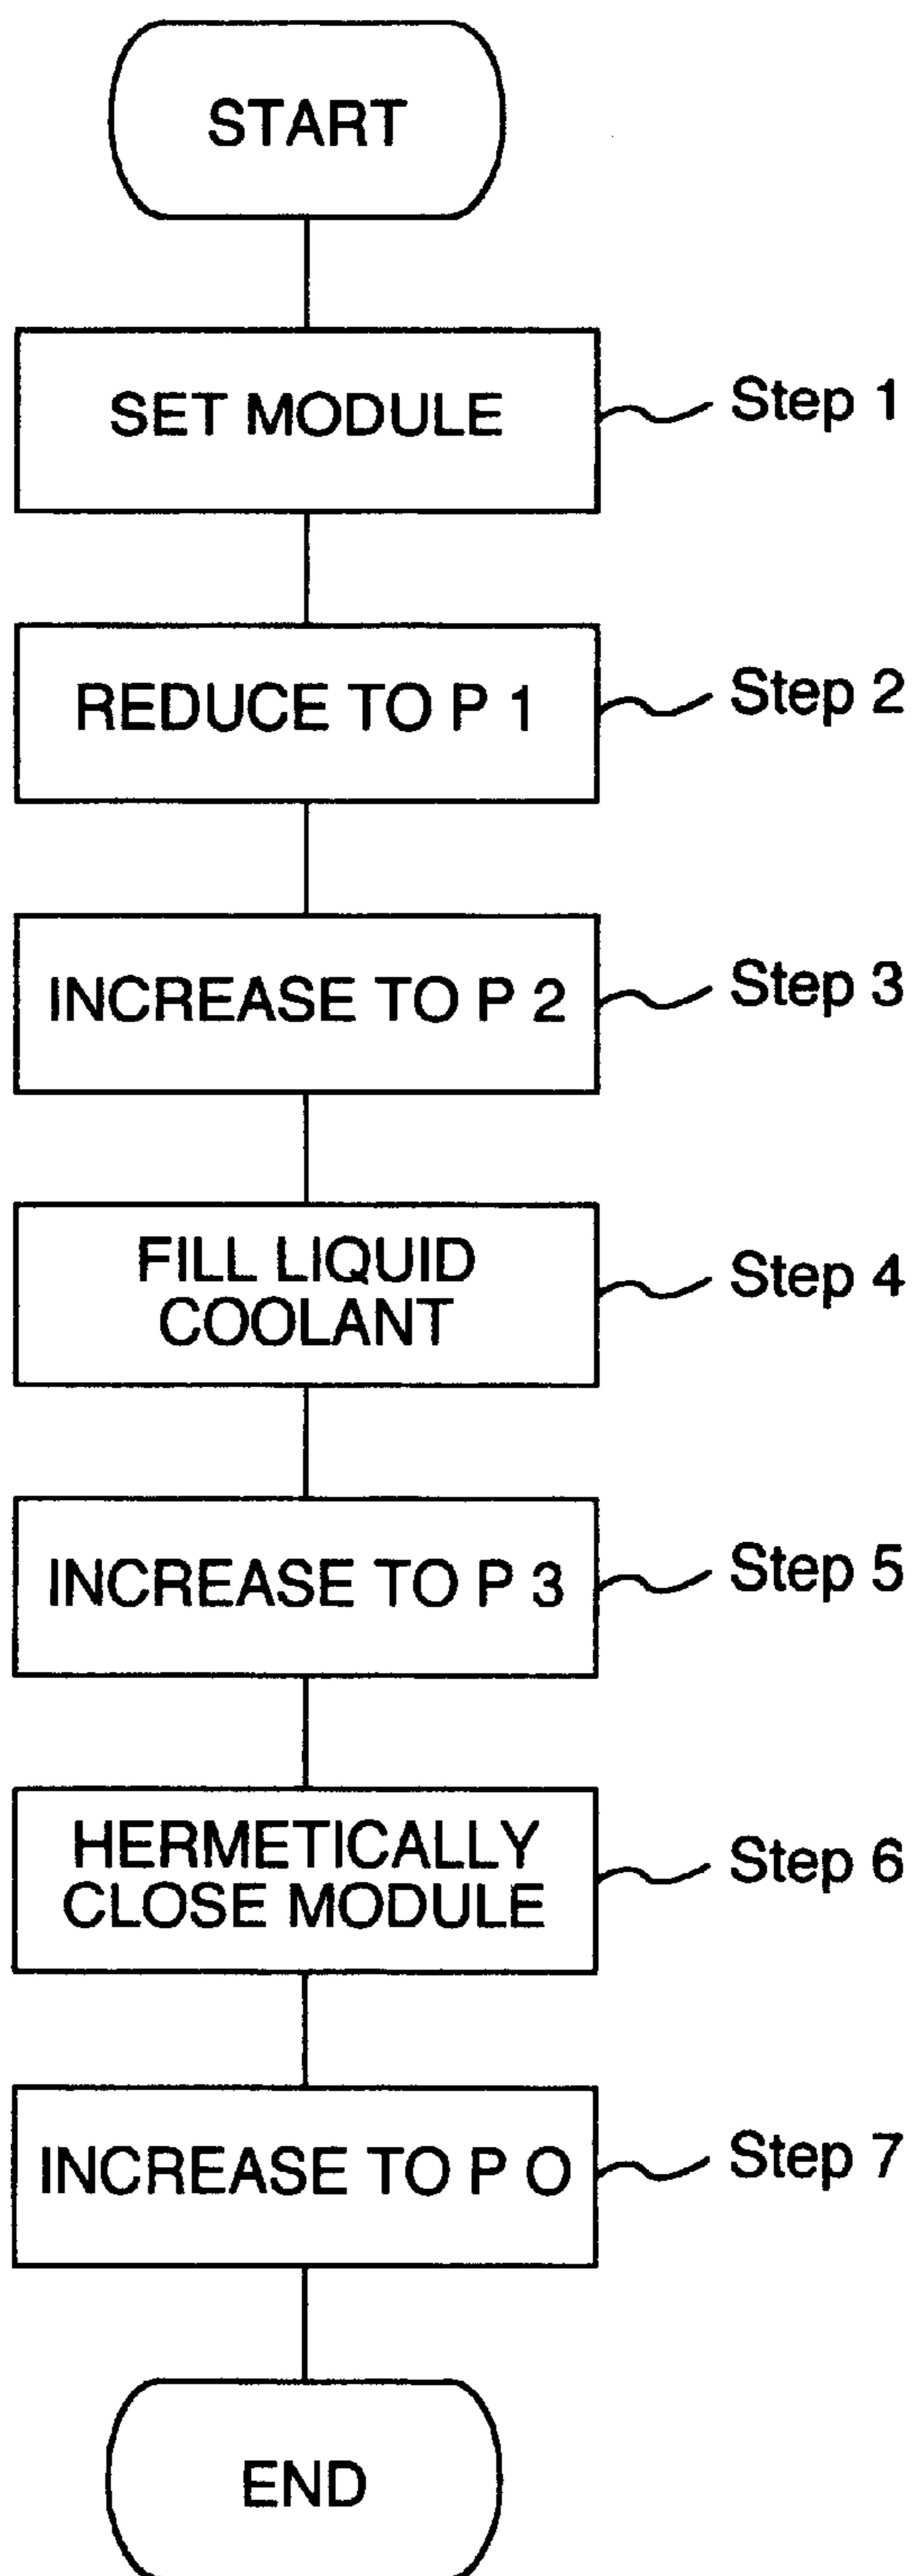 START
SET MODULE
Step 1
REDUCE TO P 1
Step 2
INCREASE TO P 2
Step 3
FILL LIQUID
COOLANT
Step 4
INCREASE TO P 3
Step 5
HERMETICALLY
CLOSE MODULE
Step 6
INCREASE TO P O
Step 7
END